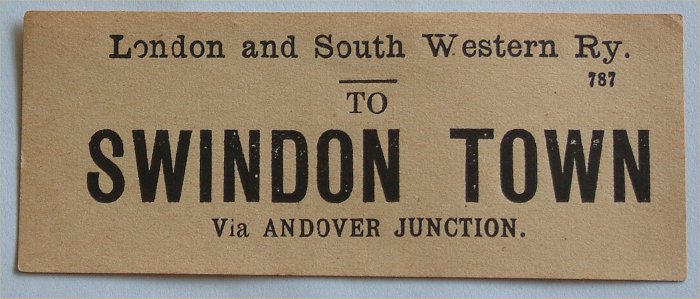 London and South Western Ry.
787
TO
SWINDON TOWN
Via ANDOVER JUNCTION.